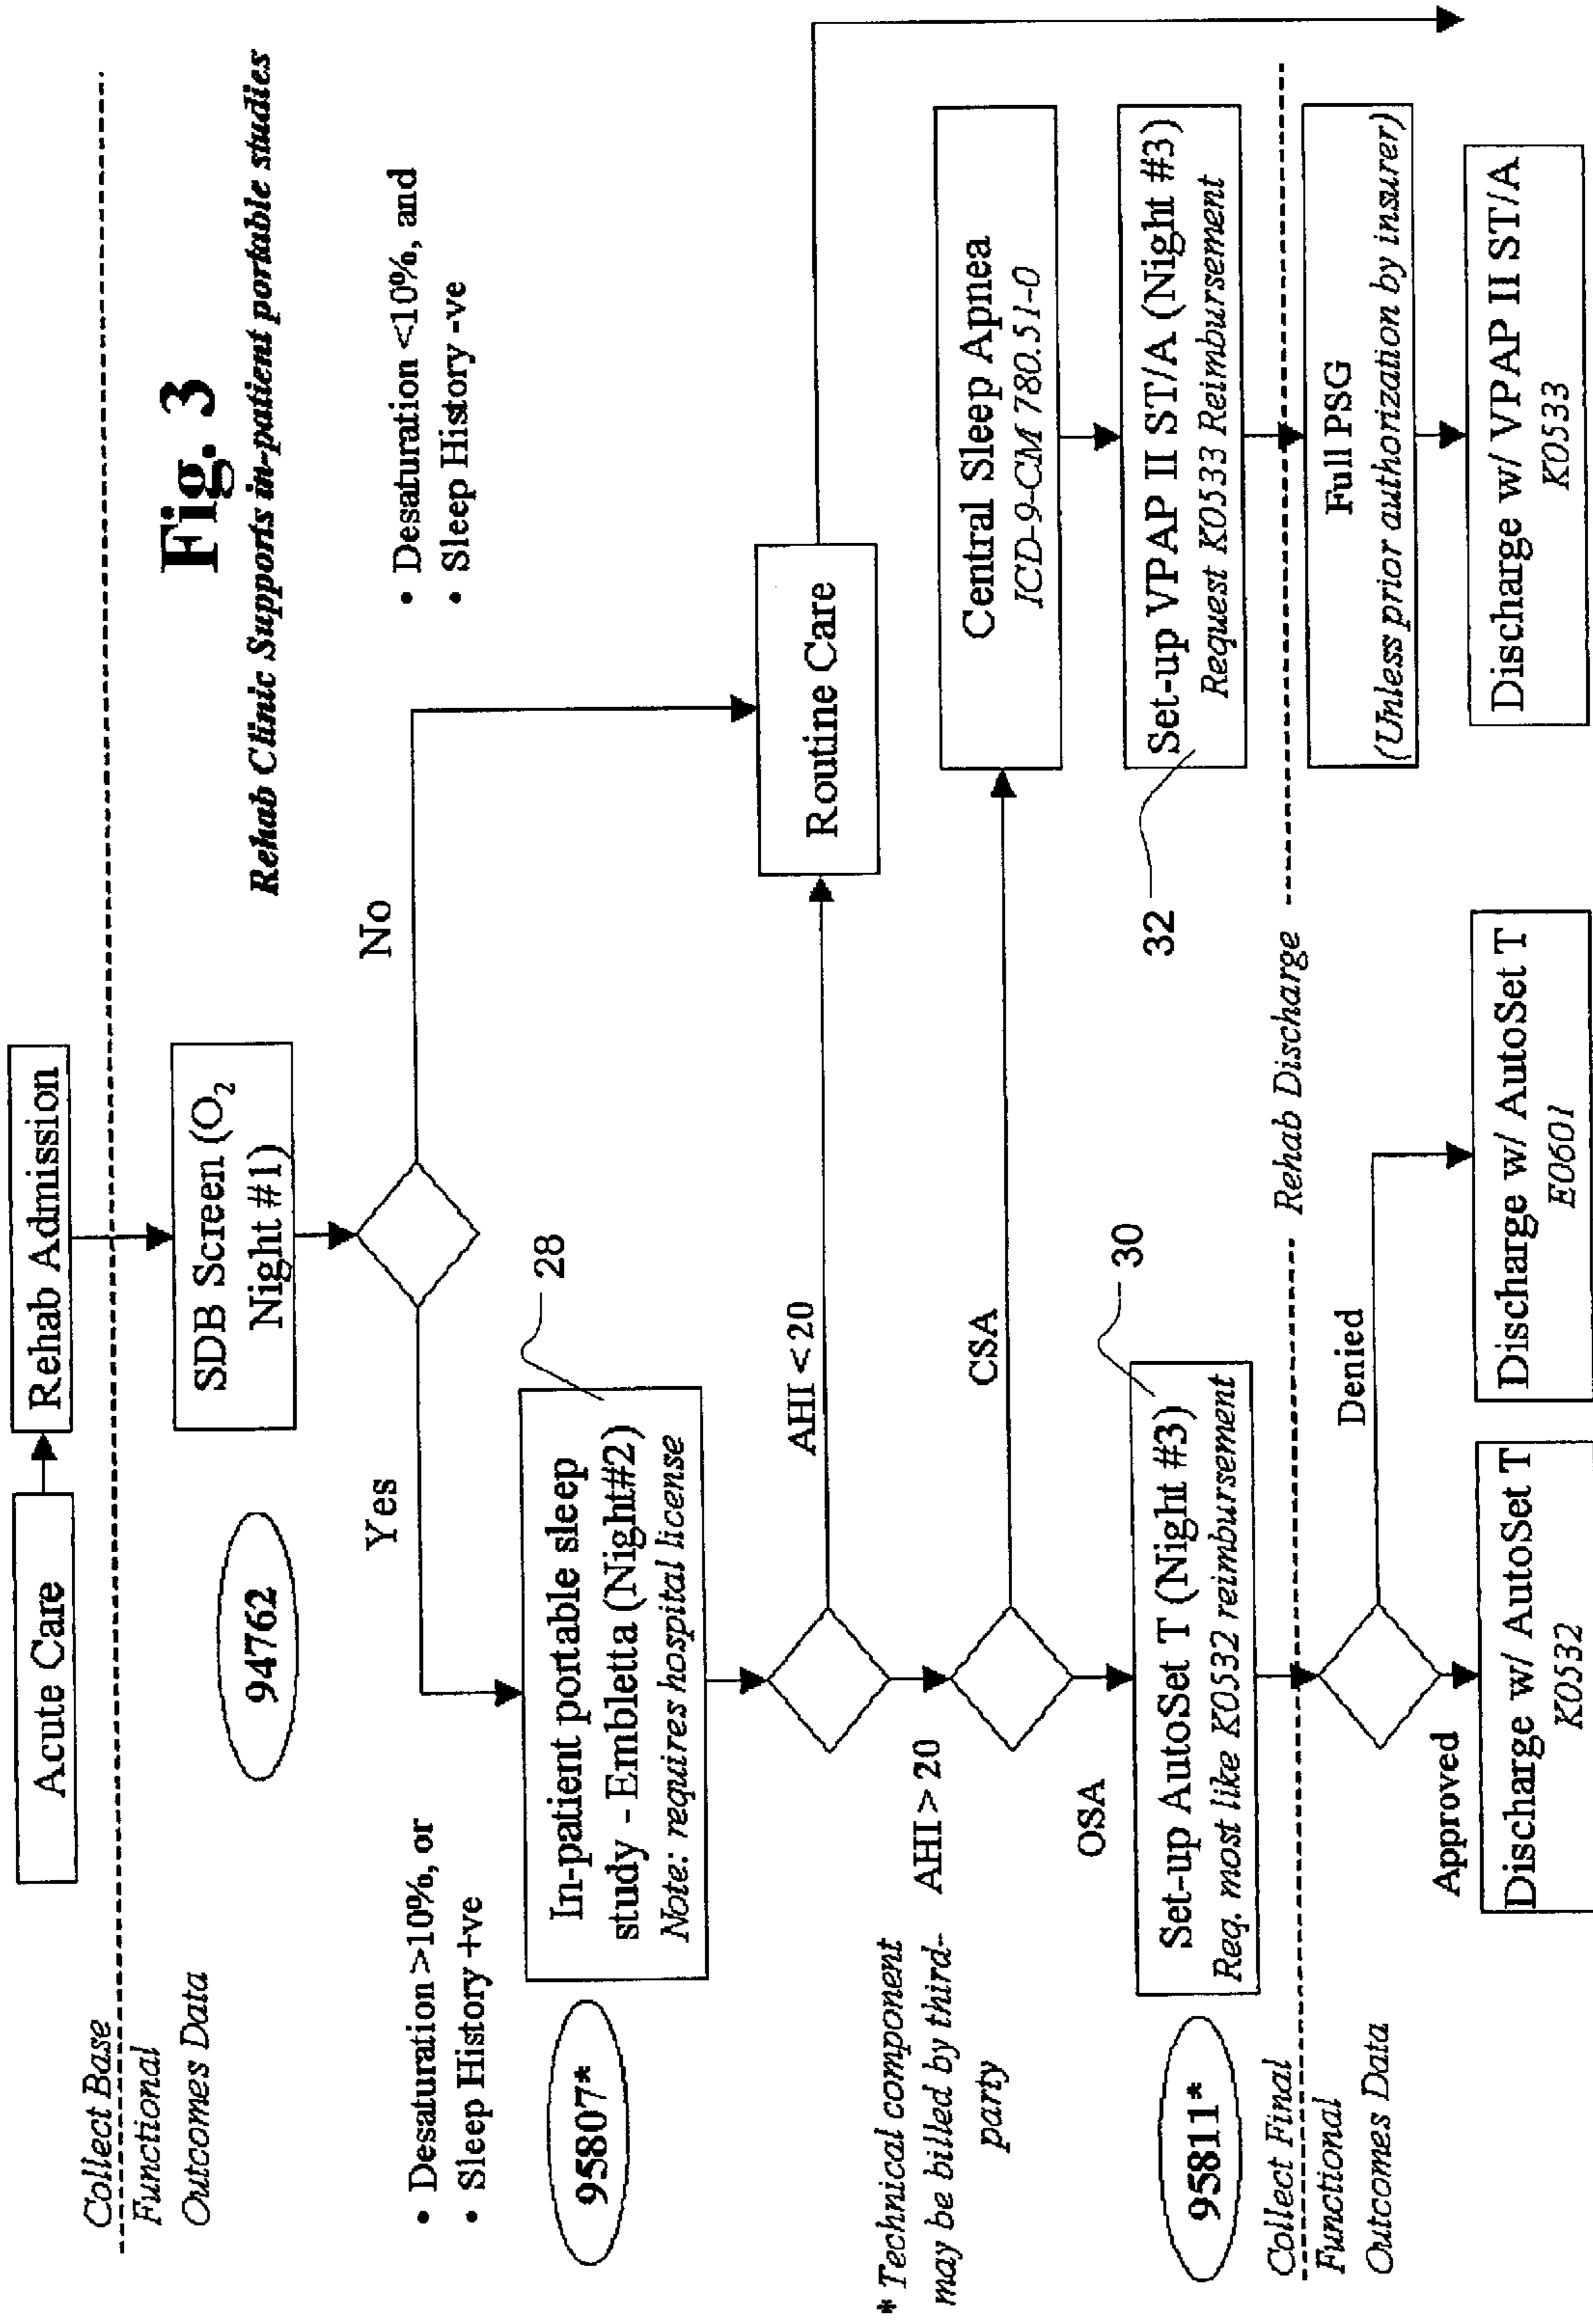 Fig. 3
Rehab Clinic Supports in-patient portable studies
Acute Care
Rehab Admission
Collect Base
Functional
Outcomes Data
94762
SDB Screen (O₂
Night #1)
Yes
No
• Desaturation >10%, or
• Sleep History +ve
• Desaturation <10%, and
• Sleep History -ve
95807*
In-patient portable sleep
study - Embletta (Night#2)
Note: requires hospital license
28
Routine Care
AHI < 20
* Technical component
may be billed by third-
party
AHI > 20
CSA
Central Sleep Apnea
ICD-9-CM 780.51-0
OSA
95811*
Set-up AutoSet T (Night #3)
Req. most like K0532 reimbursement
30
32
Set-up VPAP II ST/A (Night #3)
Request K0533 Reimbursement
Collect Final
Functional
Outcomes Data
Rehab Discharge
Denied
Approved
Full PSG
(Unless prior authorization by insurer)
Discharge w/ AutoSet T
K0532
Discharge w/ AutoSet T
E0601
Discharge w/ VPAP II ST/A
K0533